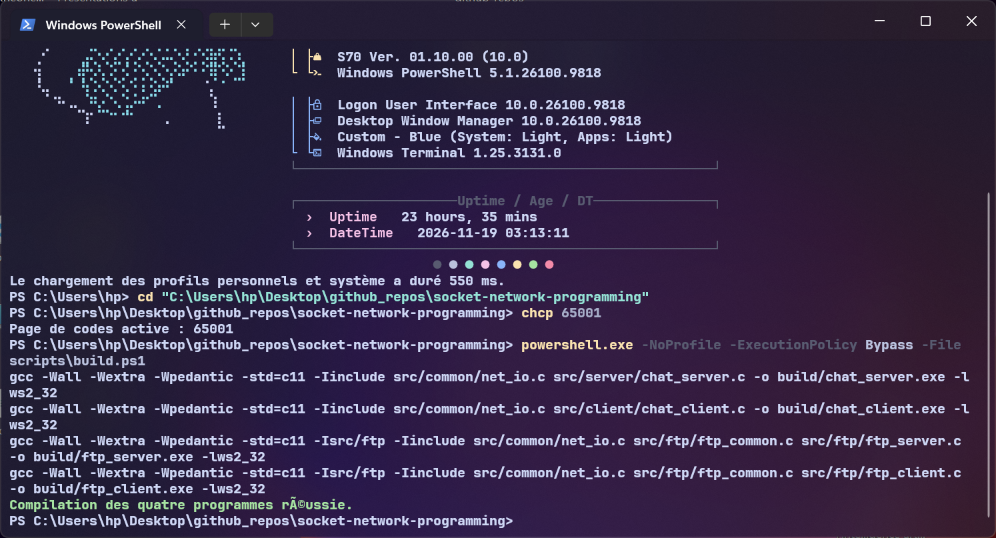 Windows PowerShell
S70 Ver. 01.10.00 (10.0)
Windows PowerShell 5.1.26100.9818
Logon User Interface 10.0.26100.9818
Desktop Window Manager 10.0.26100.9818
Custom - Blue (System: Light, Apps: Light)
Windows Terminal 1.25.3131.0
Uptime / Age / DT
› Uptime 23 hours, 35 mins
› DateTime 2026-11-19 03:13:11
Le chargement des profils personnels et système a duré 550 ms.
PS C:\Users\hp> cd "C:\Users\hp\Desktop\github_repos\socket-network-programming"
PS C:\Users\hp\Desktop\github_repos\socket-network-programming> chcp 65001
Page de codes active : 65001
PS C:\Users\hp\Desktop\github_repos\socket-network-programming> powershell.exe -NoProfile -ExecutionPolicy Bypass -File
scripts\build.ps1
gcc -Wall -Wextra -Wpedantic -std=c11 -Iinclude src/common/net_io.c src/server/chat_server.c -o build/chat_server.exe -l
ws2_32
gcc -Wall -Wextra -Wpedantic -std=c11 -Iinclude src/common/net_io.c src/client/chat_client.c -o build/chat_client.exe -l
ws2_32
gcc -Wall -Wextra -Wpedantic -std=c11 -Isrc/ftp -Iinclude src/common/net_io.c src/ftp/ftp_common.c src/ftp/ftp_server.c
-o build/ftp_server.exe -lws2_32
gcc -Wall -Wextra -Wpedantic -std=c11 -Isrc/ftp -Iinclude src/common/net_io.c src/ftp/ftp_common.c src/ftp/ftp_client.c
-o build/ftp_client.exe -lws2_32
Compilation des quatre programmes rÃ©ussie.
PS C:\Users\hp\Desktop\github_repos\socket-network-programming>